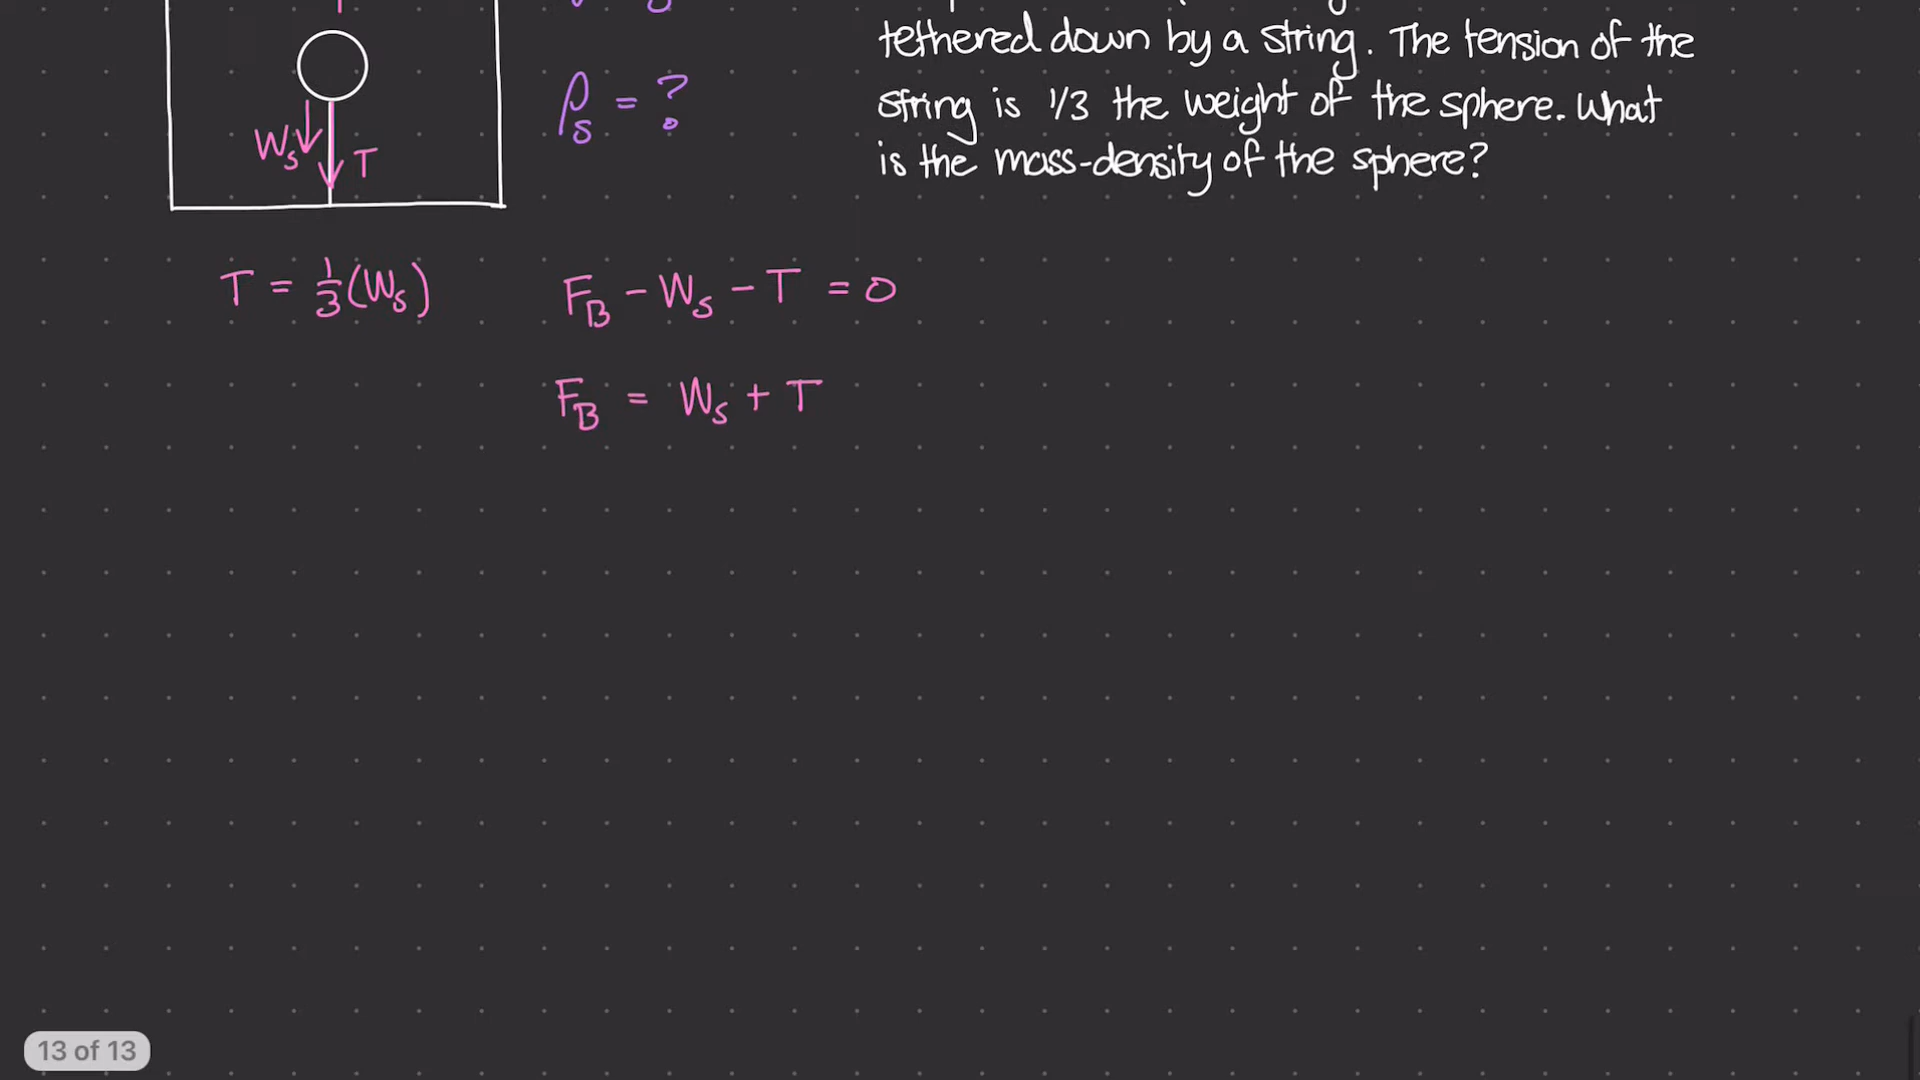 tethered down by a string. The tension of the
string is 1/3 the weight of the sphere. What
is the mass-density of the sphere?
ρs = ?
Ws
T
T = 1/3 (Ws)
FB - Ws - T = 0
FB = Ws + T
13 of 13